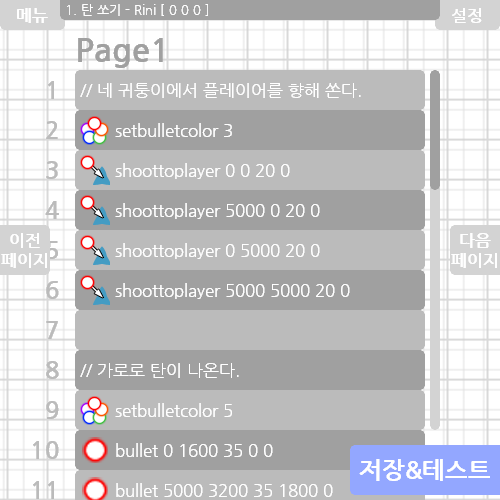 메뉴
1. 탄 쏘기 - Rini [ 0 0 0 ]
설정
Page1
1 // 네 귀퉁이에서 플레이어를 향해 쏜다.
2 setbulletcolor 3
3 shoottoplayer 0 0 20 0
4 shoottoplayer 5000 0 20 0
이전
페이지
다음
페이지
5 shoottoplayer 0 5000 20 0
6 shoottoplayer 5000 5000 20 0
7
8 // 가로로 탄이 나온다.
9 setbulletcolor 5
10 bullet 0 1600 35 0 0
저장&테스트
11 bullet 5000 3200 35 1800 0